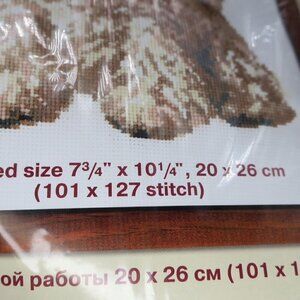 ed size 7³/₄" x 10¹/₄", 20 x 26 cm
(101 x 127 stitch)
ой работы 20 x 26 см (101 x 1